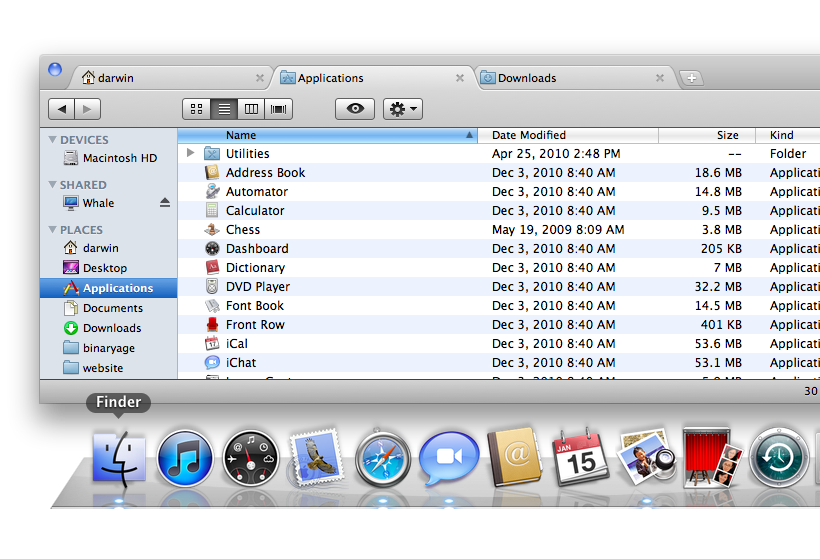 darwin Applications Downloads
Name Date Modified Size Kind
DEVICES
Macintosh HD
SHARED
Whale
PLACES
darwin
Desktop
Applications
Documents
Downloads
binaryage
website
Utilities Apr 25, 2010 2:48 PM -- Folder
Address Book Dec 3, 2010 8:40 AM 18.6 MB Applicati
Automator Dec 3, 2010 8:40 AM 14.8 MB Applicati
Calculator Dec 3, 2010 8:40 AM 9.5 MB Applicati
Chess May 19, 2009 8:09 AM 3.8 MB Applicati
Dashboard Dec 3, 2010 8:40 AM 205 KB Applicati
Dictionary Dec 3, 2010 8:40 AM 7 MB Applicati
DVD Player Dec 3, 2010 8:40 AM 32.2 MB Applicati
Font Book Dec 3, 2010 8:40 AM 14.5 MB Applicati
Front Row Dec 3, 2010 8:40 AM 401 KB Applicati
iCal Dec 3, 2010 8:40 AM 53.6 MB Applicati
iChat Dec 3, 2010 8:40 AM 53.1 MB Applicati
30
Finder
@
JAN
15